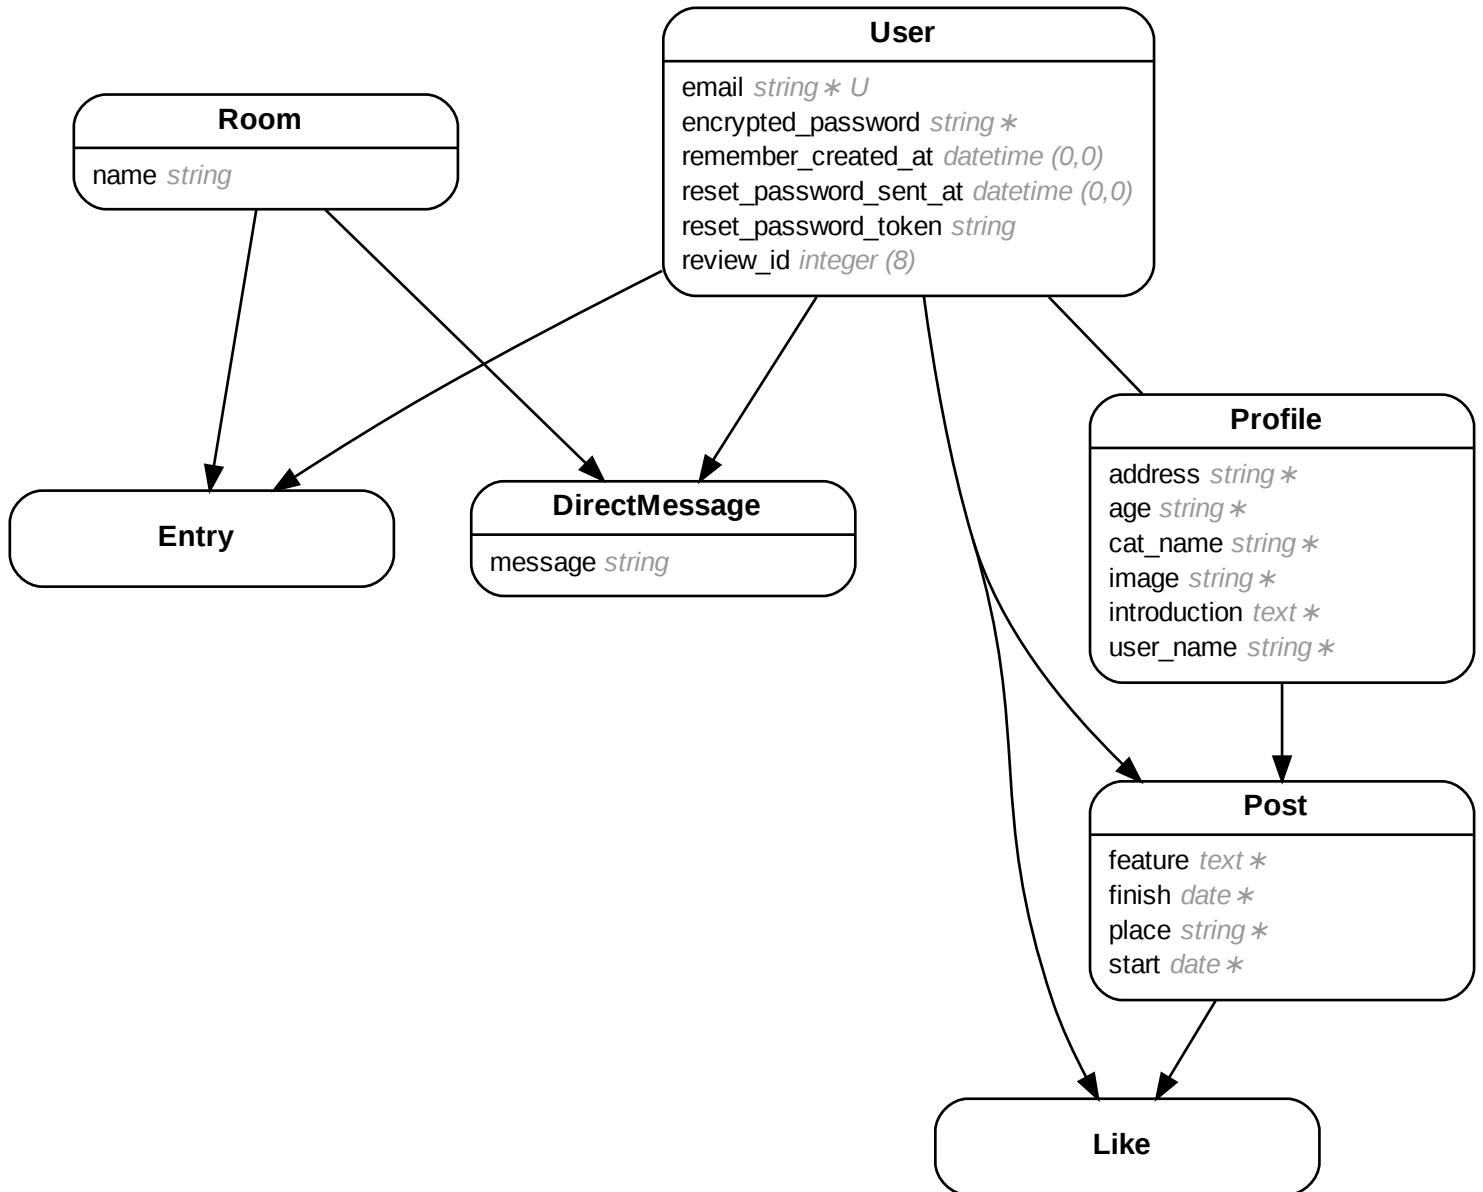 User
email string∗ U
encrypted_password string∗
remember_created_at datetime (0,0)
reset_password_sent_at datetime (0,0)
reset_password_token string
review_id integer (8)
Room
name string
Profile
address string∗
age string∗
cat_name string∗
image string∗
introduction text∗
user_name string∗
Entry
DirectMessage
message string
Post
feature text∗
finish date∗
place string∗
start date∗
Like